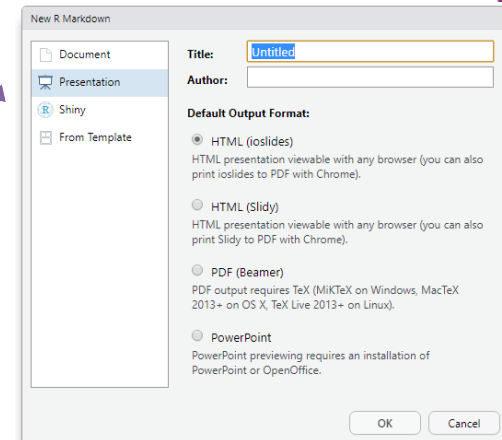 New R Markdown
Document
Presentation
R Shiny
From Template
Title: Untitled
Author:
Default Output Format:
HTML (ioslides)
HTML presentation viewable with any browser (you can also
print ioslides to PDF with Chrome).
HTML (Slidy)
HTML presentation viewable with any browser (you can also
print Slidy to PDF with Chrome).
PDF (Beamer)
PDF output requires TeX (MiKTeX on Windows, MacTeX
2013+ on OS X, TeX Live 2013+ on Linux).
PowerPoint
PowerPoint previewing requires an installation of
PowerPoint or OpenOffice.
OK Cancel